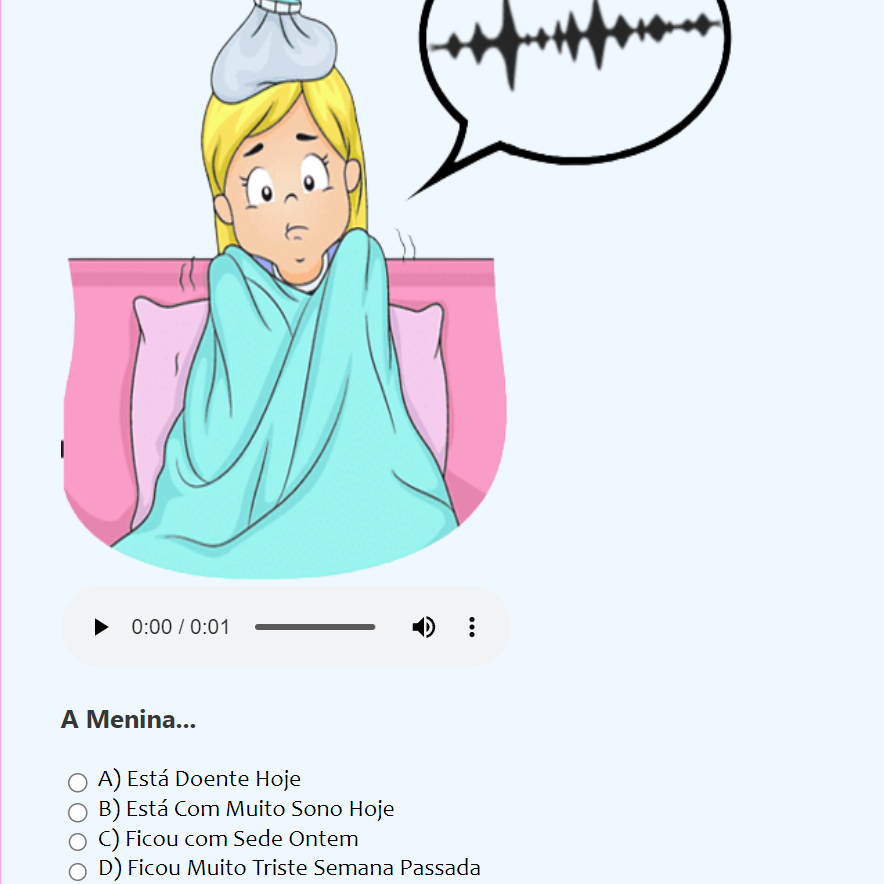 0:00 / 0:01
A Menina...
A) Está Doente Hoje
B) Está Com Muito Sono Hoje
C) Ficou com Sede Ontem
D) Ficou Muito Triste Semana Passada